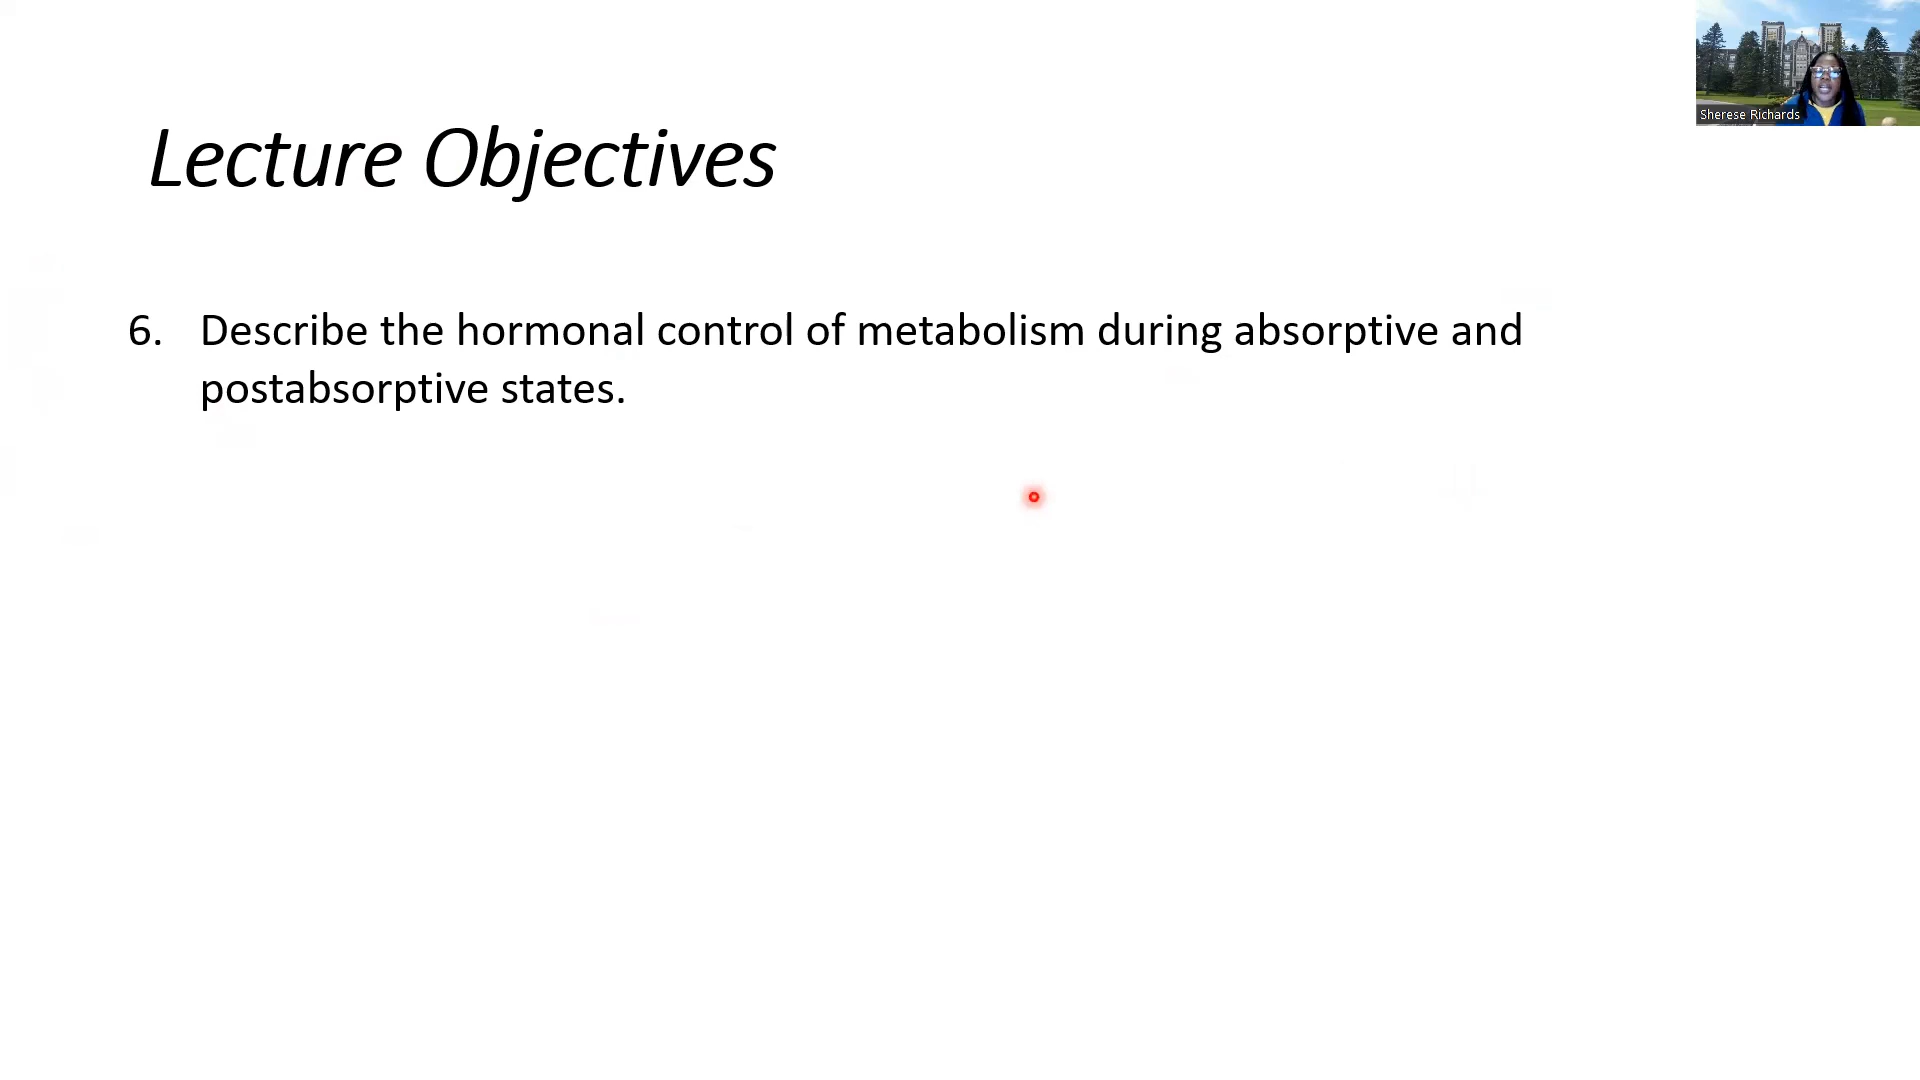 Lecture Objectives
6. Describe the hormonal control of metabolism during absorptive and
postabsorptive states.
Sherese Richards